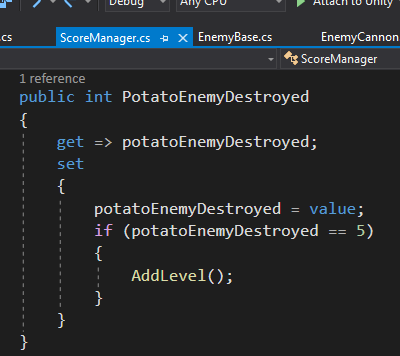 Debug
Any CPU
Attach to Unity
.cs
ScoreManager.cs
EnemyBase.cs
EnemyCannon
ScoreManager
1 reference
public int PotatoEnemyDestroyed
{
get => potatoEnemyDestroyed;
set
{
potatoEnemyDestroyed = value;
if (potatoEnemyDestroyed == 5)
{
AddLevel();
}
}
}